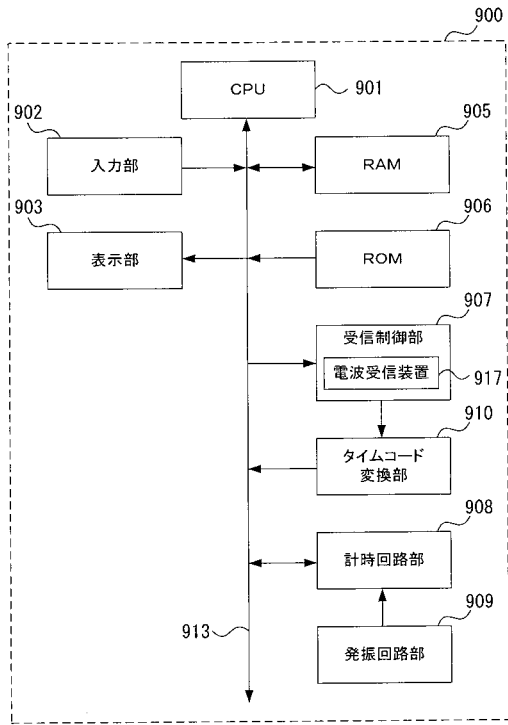 900
CPU
901
902
入力部
905
RAM
903
表示部
906
ROM
907
受信制御部
電波受信装置
917
910
タイムコード
変換部
908
計時回路部
913
909
発振回路部